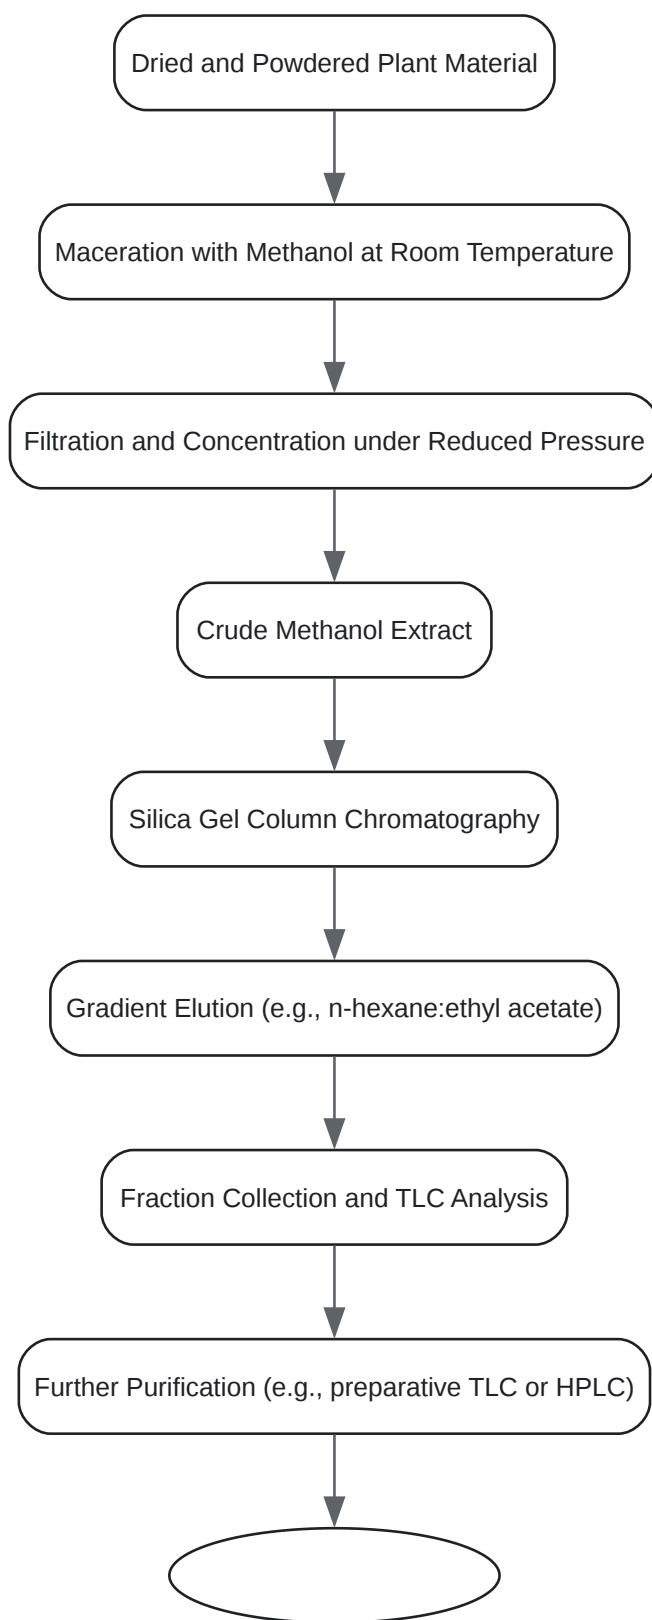 Dried and Powdered Plant Material
Maceration with Methanol at Room Temperature
Filtration and Concentration under Reduced Pressure
Crude Methanol Extract
Silica Gel Column Chromatography
Gradient Elution (e.g., n-hexane:ethyl acetate)
Fraction Collection and TLC Analysis
Further Purification (e.g., preparative TLC or HPLC)